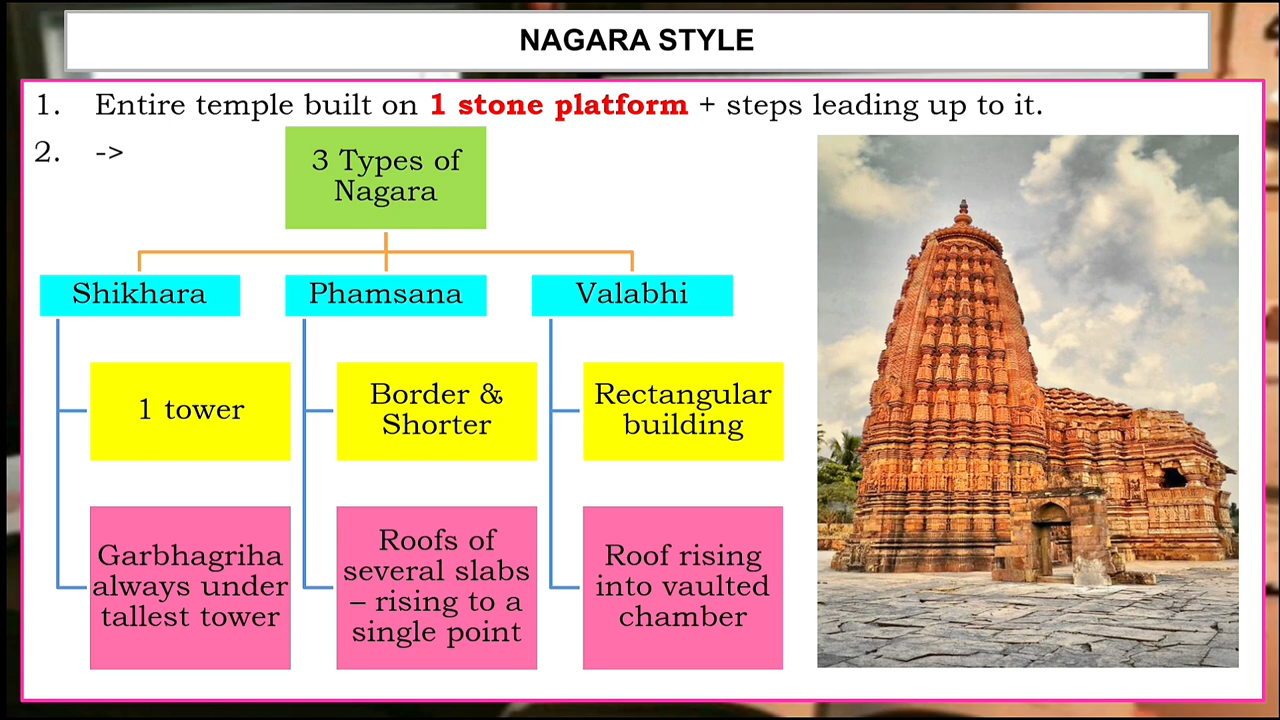 NAGARA STYLE
1. Entire temple built on 1 stone platform + steps leading up to it.
2. ->
3 Types of
Nagara
Shikhara
Phamsana
Valabhi
1 tower
Border &
Shorter
Rectangular
building
Garbhagriha
always under
tallest tower
Roofs of
several slabs
– rising to a
single point
Roof rising
into vaulted
chamber